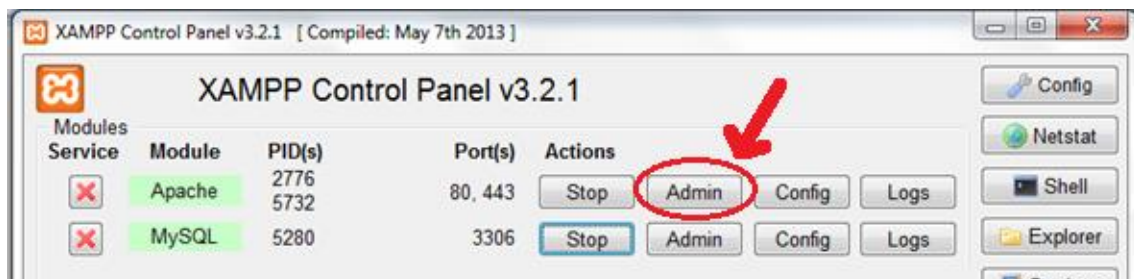 XAMPP Control Panel v3.2.1 [ Compiled: May 7th 2013 ]
XAMPP Control Panel v3.2.1
Config
Modules
Service Module PID(s) Port(s) Actions
Netstat
Apache 2776 5732 80, 443 Stop Admin Config Logs
Shell
MySQL 5280 3306 Stop Admin Config Logs
Explorer